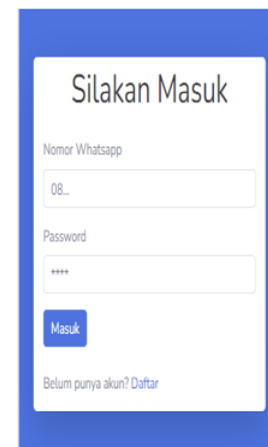 Silakan Masuk
Nomor Whatsapp
08...
Password
****
Masuk
Belum punya akun? Daftar